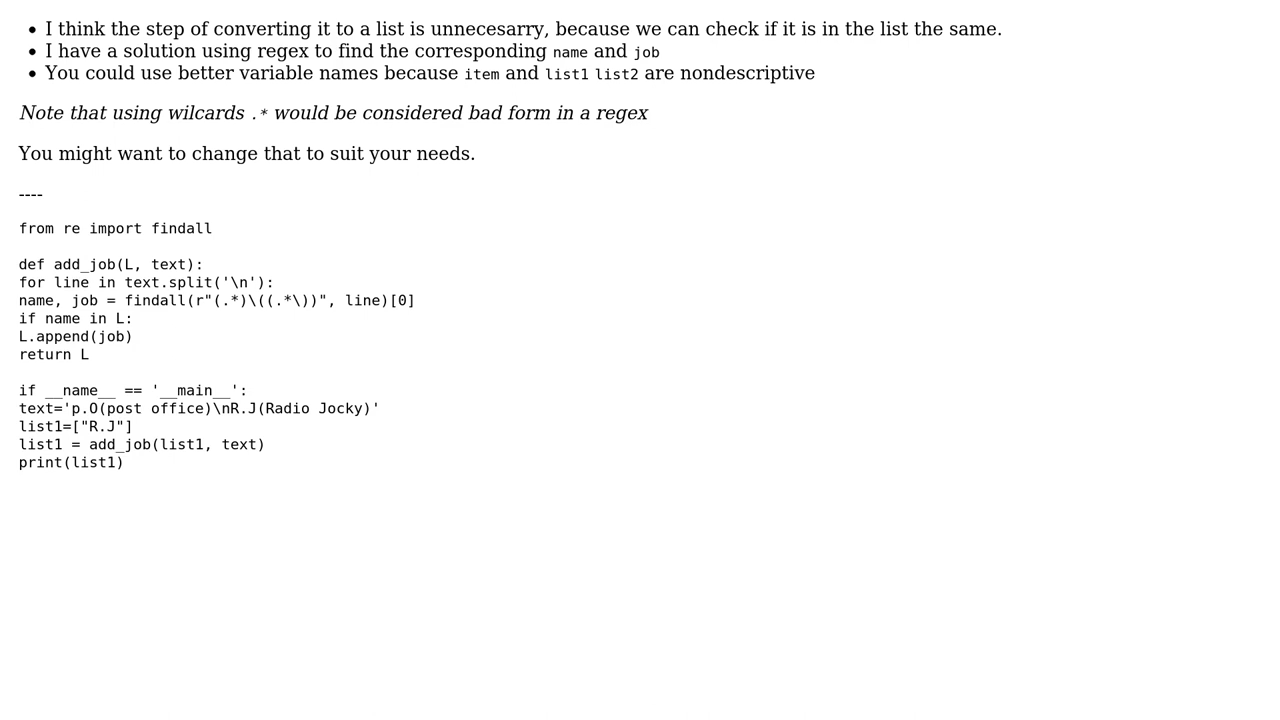 I think the step of converting it to a list is unnecesarry, because we can check if it is in the list the same.
I have a solution using regex to find the corresponding name and job
You could use better variable names because item and list1 list2 are nondescriptive
Note that using wilcards .* would be considered bad form in a regex
You might want to change that to suit your needs.
----
from re import findall
def add_job(L, text):
for line in text.split('\n'):
name, job = findall(r"(.*)\((.*\))", line)[0]
if name in L:
L.append(job)
return L
if __name__ == '__main__':
text='p.O(post office)\nR.J(Radio Jocky)'
list1=["R.J"]
list1 = add_job(list1, text)
print(list1)